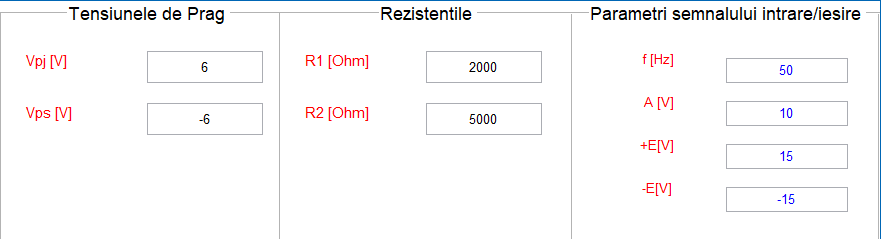 Tensiunele de Prag
Vpj [V] 6
Vps [V] -6
Rezistentile
R1 [Ohm] 2000
R2 [Ohm] 5000
Parametri semnalului intrare/iesire
f [Hz] 50
A [V] 10
+E[V] 15
-E[V] -15